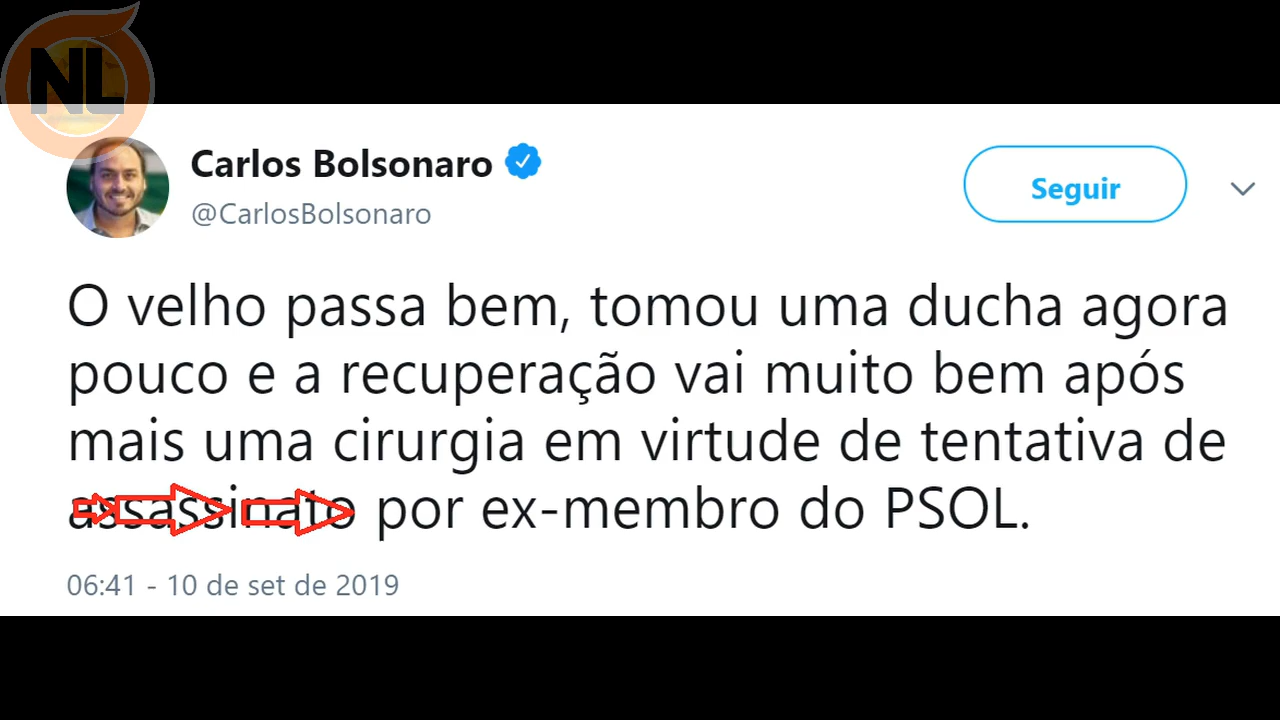 NL
Carlos Bolsonaro
@CarlosBolsonaro
Seguir
O velho passa bem, tomou uma ducha agora
pouco e a recuperação vai muito bem após
mais uma cirurgia em virtude de tentativa de
assassinato por ex-membro do PSOL.
06:41 - 10 de set de 2019